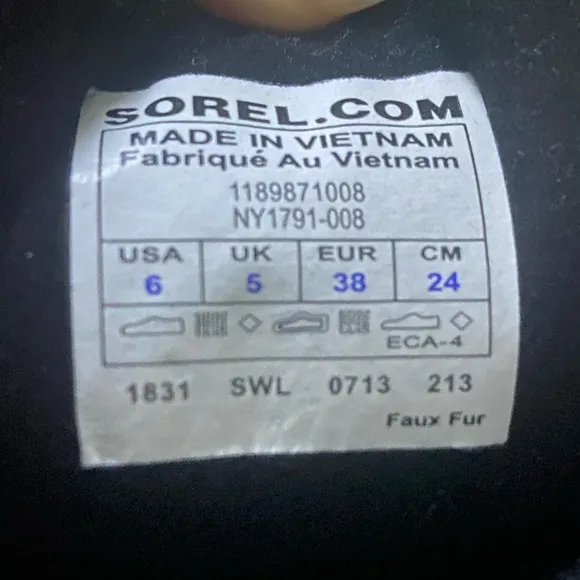 SOREL.COM
MADE IN VIETNAM
Fabriqué Au Vietnam
1189871008
NY1791-008
USA UK EUR CM
6 5 38 24
ECA-4
1831 SWL 0713 213
Faux Fur